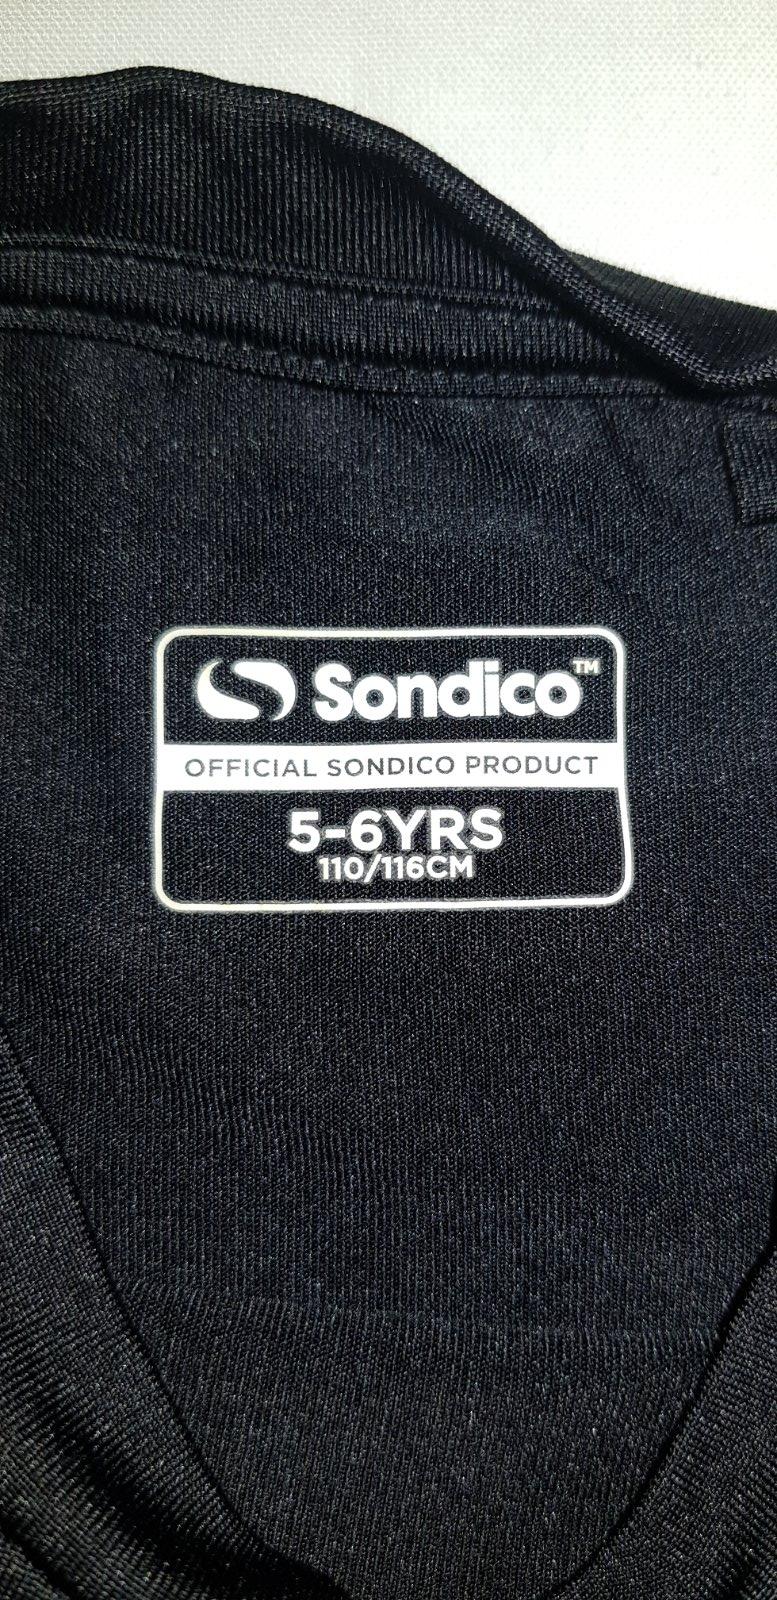 Sondico™
OFFICIAL SONDICO PRODUCT
5-6YRS
110/116CM